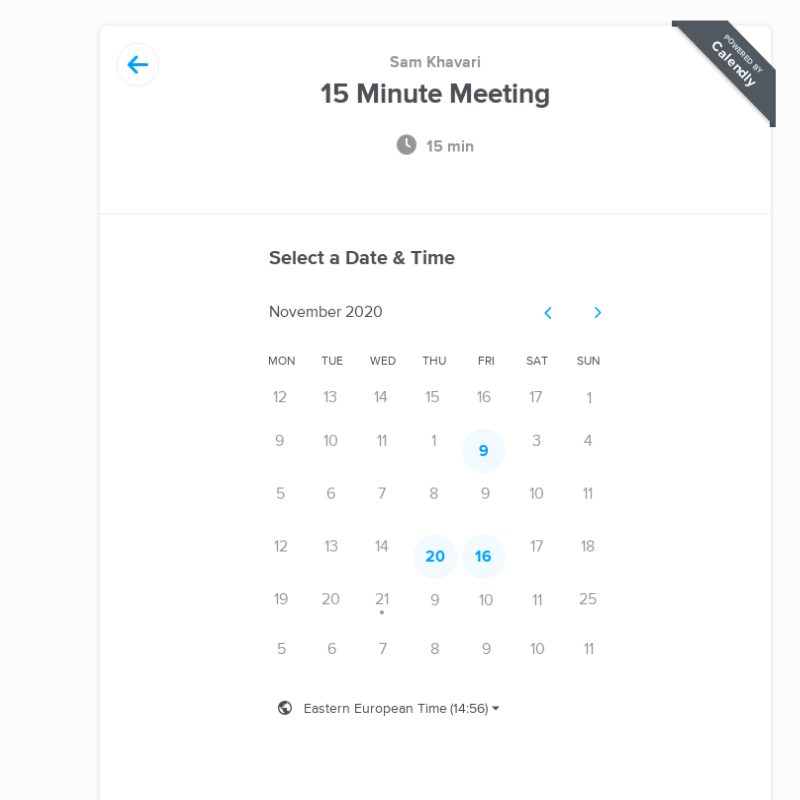 POWERED BY
Calendly
Sam Khavari
15 Minute Meeting
15 min
Select a Date & Time
November 2020
MON TUE WED THU FRI SAT SUN
12 13 14 15 16 17 1
9 10 11 1 9 3 4
5 6 7 8 9 10 11
12 13 14 20 16 17 18
19 20 21 9 10 11 25
5 6 7 8 9 10 11
Eastern European Time (14:56)